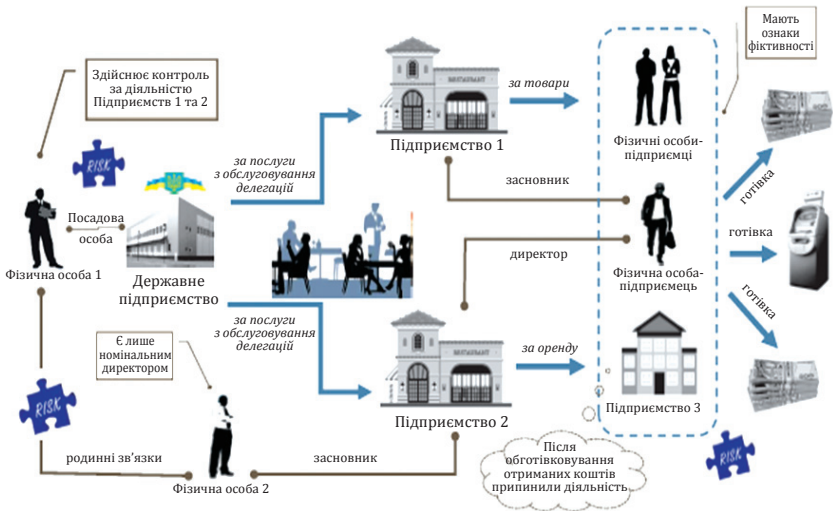 Здійснює контроль
за діяльністю
Підприємств 1 та 2
RISK
Посадова
особа
Фізична особа 1
Державне
підприємство
за послуги
з обслуговування
делегацій
RESTAURANT
Підприємство 1
за товари
Мають
ознаки
фіктивності
Фізичні особи-
підприємці
засновник
директор
Фізична особа-
підприємець
готівка
готівка
готівка
за послуги
з обслуговування
делегацій
RESTAURANT
Підприємство 2
за оренду
Підприємство 3
Є лише
номінальним
директором
RISK
родинні зв’язки
Фізична особа 2
засновник
Після
обготівковування
отриманих коштів
припинили діяльність
RISK